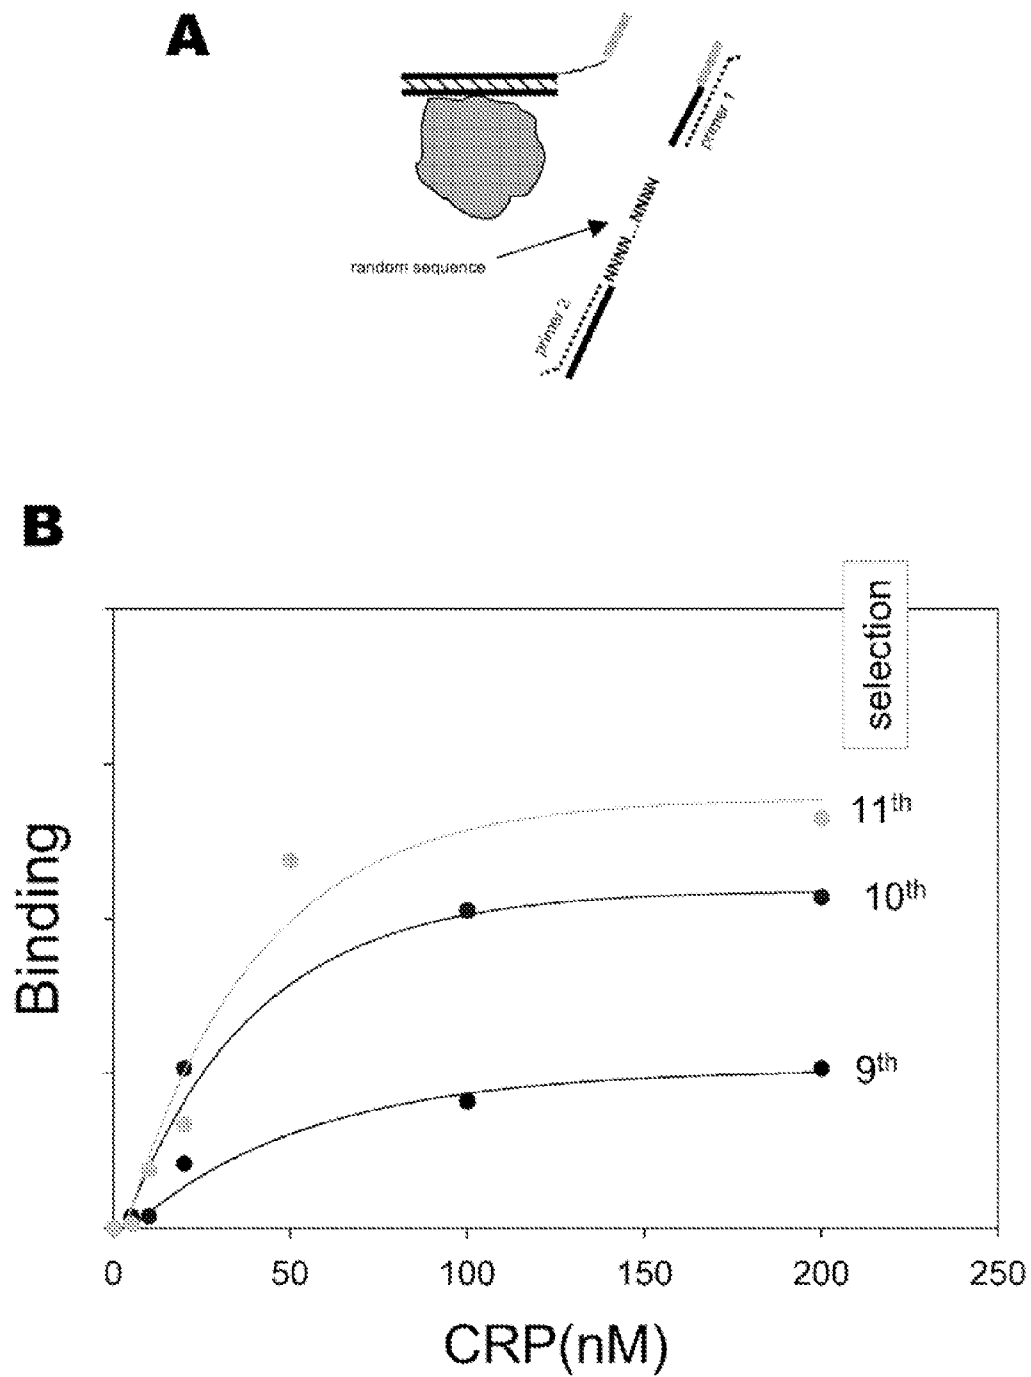 A
primer 1
NNNN...NNNN
random sequence
primer 2
B
selection
11th
10th
9th
Binding
0 50 100 150 200 250
CRP(nM)